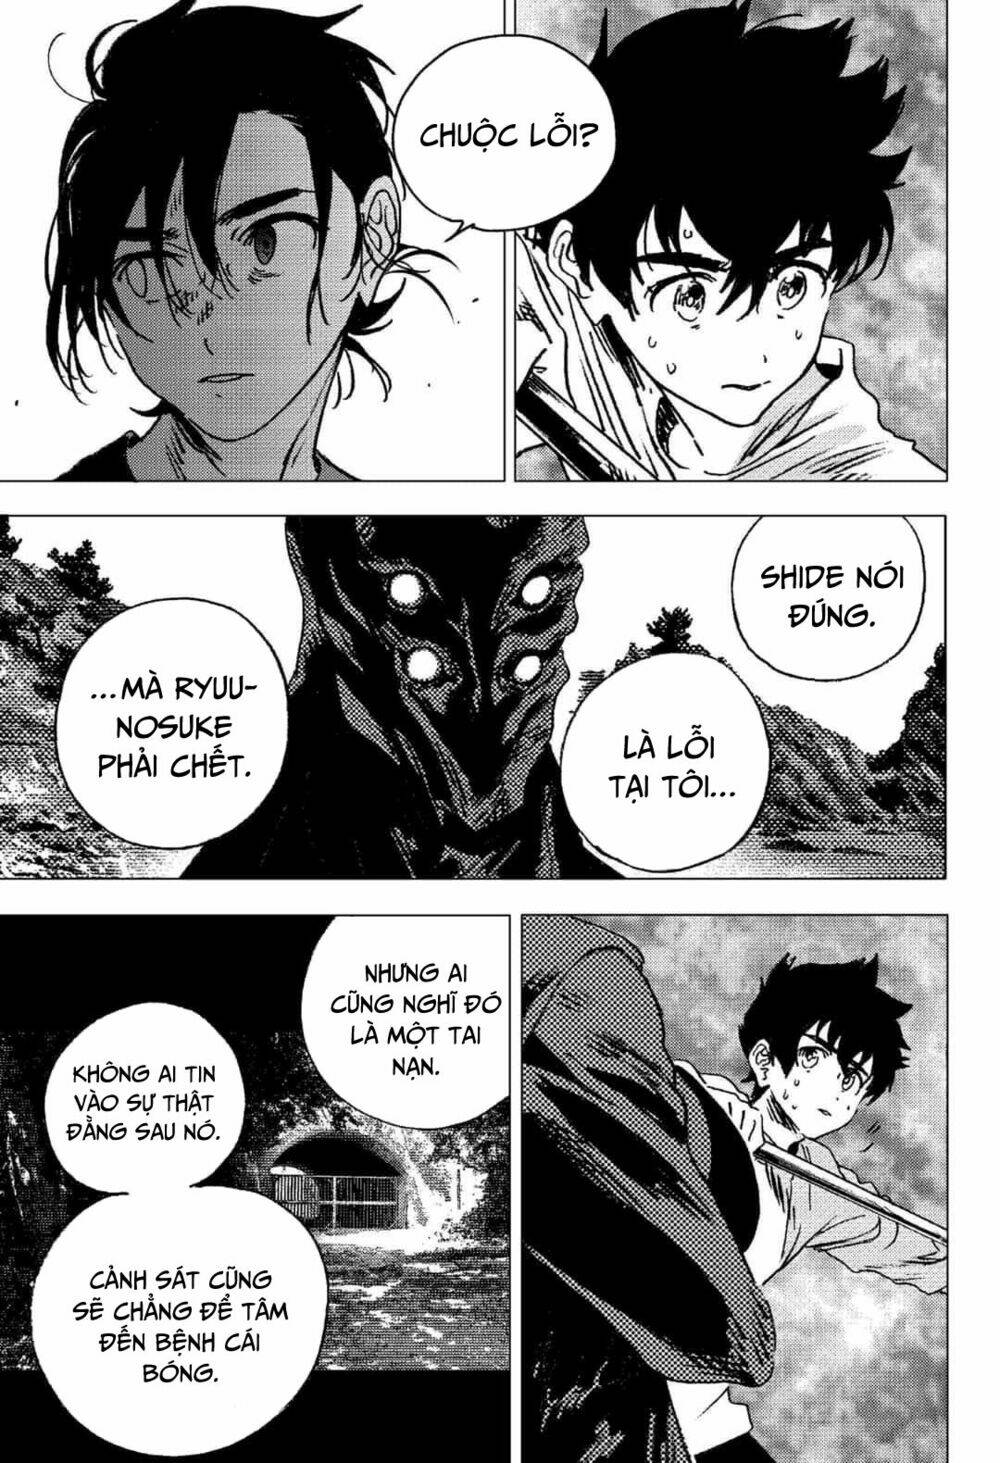 CHUỘC LỖI?
SHIDE NÓI
ĐÚNG.
LÀ LỖI
TẠI TÔI...
...MÀ RYUU-
NOSUKE
PHẢI CHẾT.
NHƯNG AI
CŨNG NGHĨ ĐÓ
LÀ MỘT TAI
NẠN.
KHÔNG AI TIN
VÀO SỰ THẬT
ĐẰNG SAU NÓ.
CẢNH SÁT CŨNG
SẼ CHẲNG ĐỂ TÂM
ĐẾN BỆNH CÁI
BÓNG.